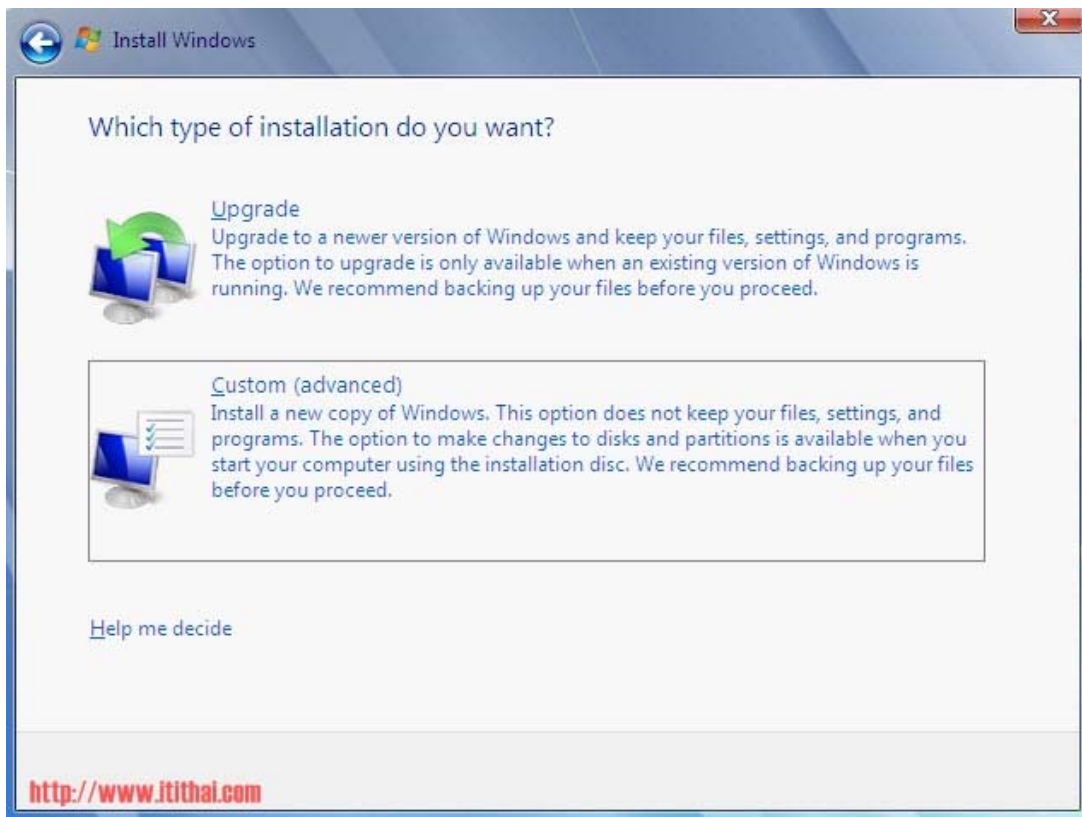 Install Windows
Which type of installation do you want?
Upgrade
Upgrade to a newer version of Windows and keep your files, settings, and programs.
The option to upgrade is only available when an existing version of Windows is
running. We recommend backing up your files before you proceed.
Custom (advanced)
Install a new copy of Windows. This option does not keep your files, settings, and
programs. The option to make changes to disks and partitions is available when you
start your computer using the installation disc. We recommend backing up your files
before you proceed.
Help me decide
http://www.itithai.com